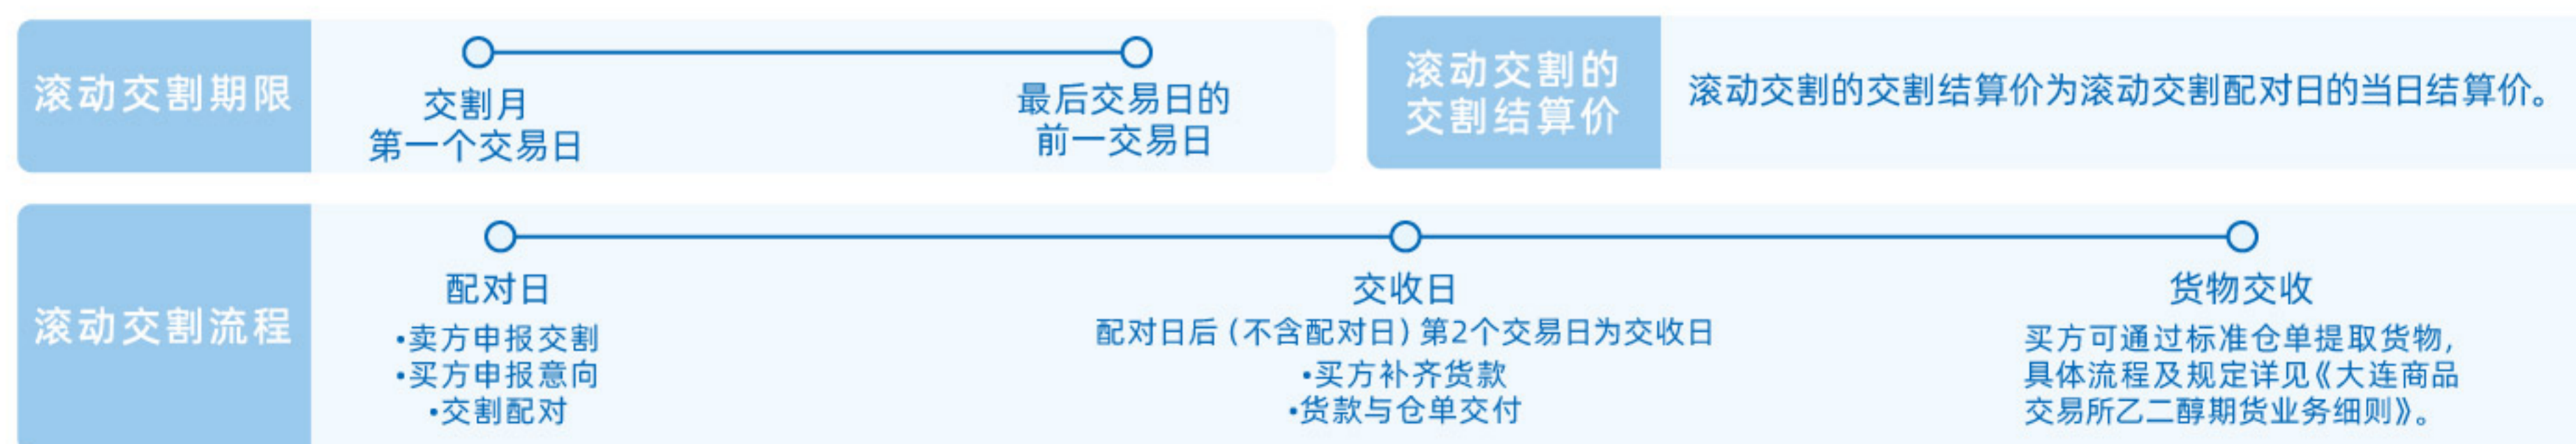 滚动交割期限
交割月
第一个交易日
最后交易日的
前一交易日
滚动交割的
交割结算价
滚动交割的交割结算价为滚动交割配对日的当日结算价。
滚动交割流程
配对日
•卖方申报交割
•买方申报意向
•交割配对
交收日
配对日后（不含配对日）第2个交易日为交收日
•买方补齐货款
•货款与仓单交付
货物交收
买方可通过标准仓单提取货物，
具体流程及规定详见《大连商品
交易所乙二醇期货业务细则》。